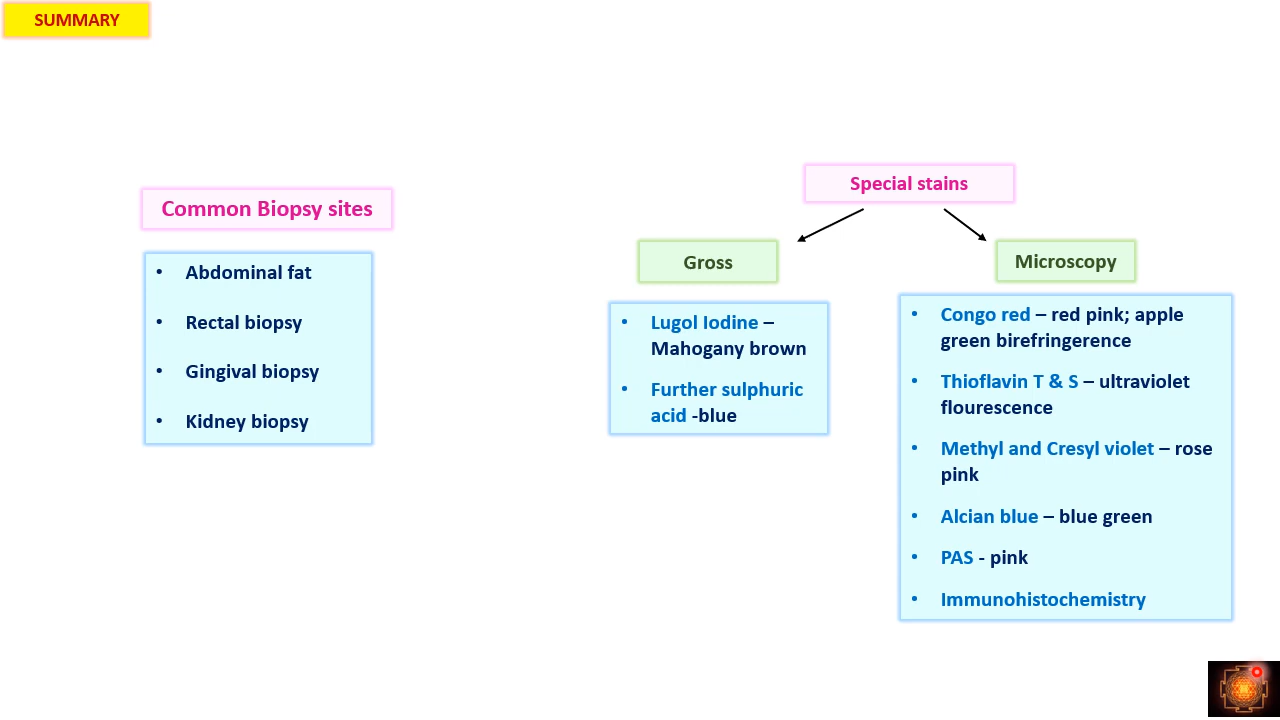 SUMMARY
Common Biopsy sites
• Abdominal fat
• Rectal biopsy
• Gingival biopsy
• Kidney biopsy
Special stains
Gross
• Lugol Iodine –
Mahogany brown
• Further sulphuric
acid -blue
Microscopy
• Congo red – red pink; apple
green birefringerence
• Thioflavin T & S – ultraviolet
flourescence
• Methyl and Cresyl violet – rose
pink
• Alcian blue – blue green
• PAS - pink
• Immunohistochemistry